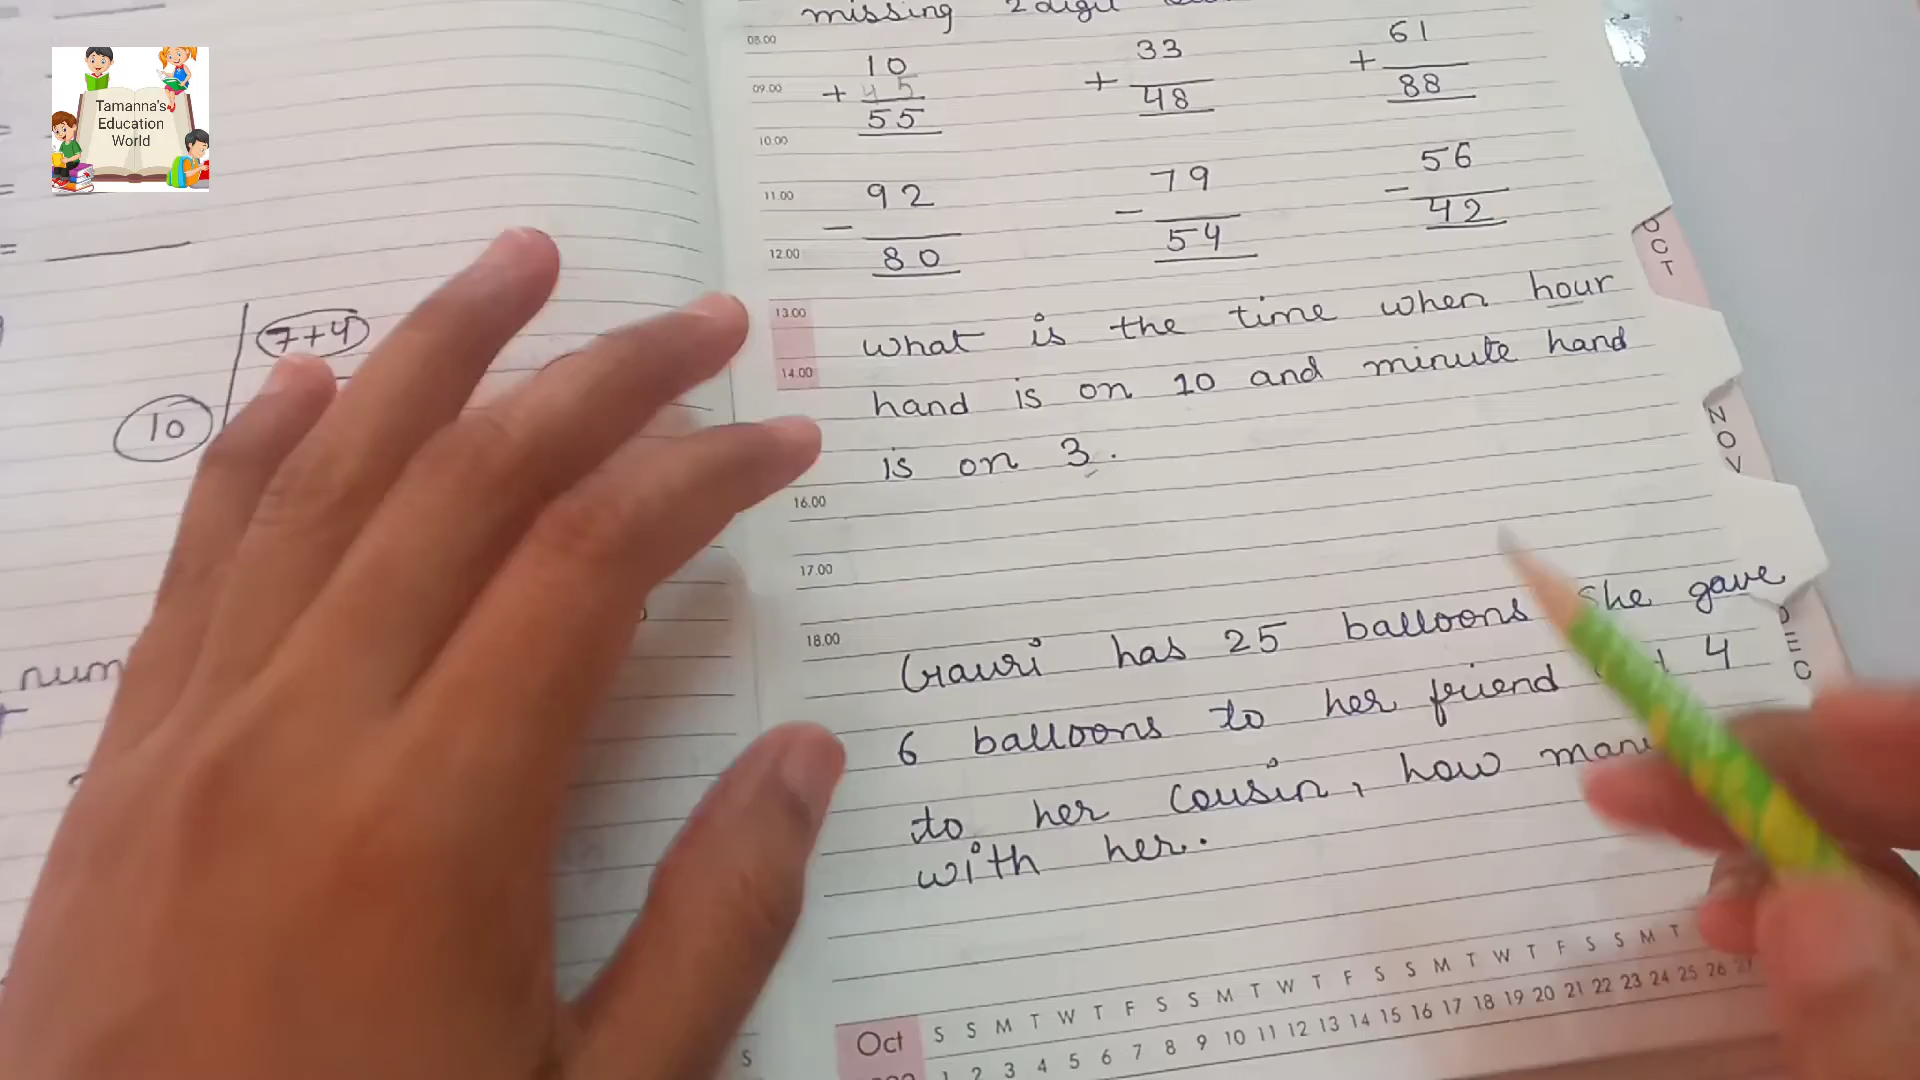 Tamanna's
Education
World
missing 2 digit
08.00
10
+ 45
55
33
+
48
61
+
88
09.00
10.00
11.00
92
-
80
79
-
54
56
-
42
12.00
13.00
What is the time when hour
14.00
hand is on 10 and minute hand
is on 3.
16.00
17.00
18.00
Gauri has 25 balloons she gave
6 balloons to her friend 4
to her cousin, how
with her.
7+4
10
=
=
num
OCT
NOV
DEC
Oct
S S M T W T F S S M T W T F S S M T W T F S S M T
1 2 3 4 5 6 7 8 9 10 11 12 13 14 15 16 17 18 19 20 21 22 23 24 25 26 27
S